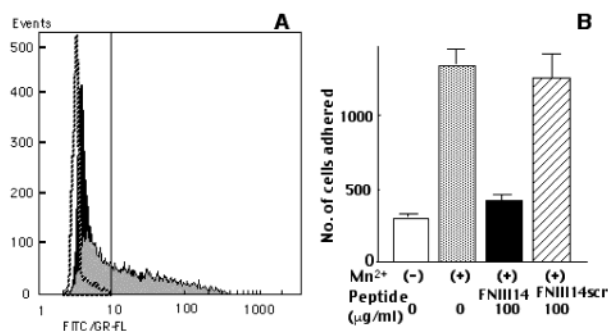 A
Events
500
400
300
200
100
0
1 10 100 1000
FITC/GR-FL
B
No. of cells adhered
1000
500
0
Mn2+ (-) (+) (+) (+)
Peptide FNIII14 FNIII14scr
(μg/ml) 0 0 100 100